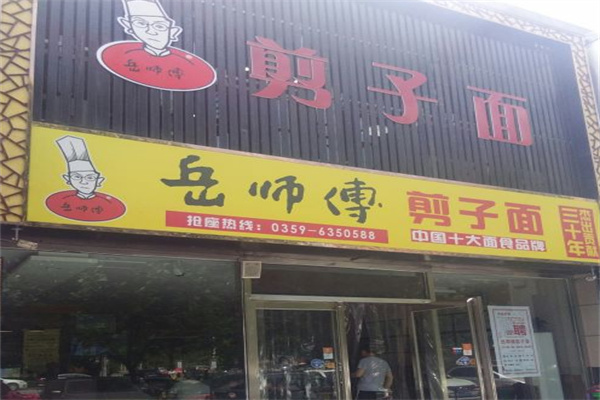 岳师傅
剪子面
岳师傅
岳师傅
剪子面
抢座热线：0359-6350588
中国十大面食品牌
三十年
聘